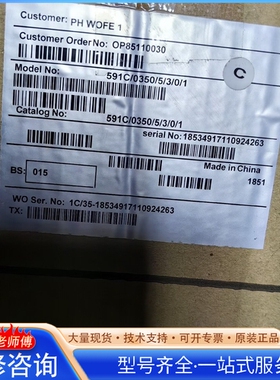 Customer: PH WOFE 1
Customer Order No: OP85110030
C
Model No: 591C/0350/5/3/0/1
Catalog No: 591C/0350/5/3/0/1
serial No:18534917110924263
Made in China
BS: 015
1851
WO Ser. No: 1C/35-18534917110924263
TX:
老师傅
修咨询
大量现货·技术支持·可开票·原装正品
型号齐全·一站式服务